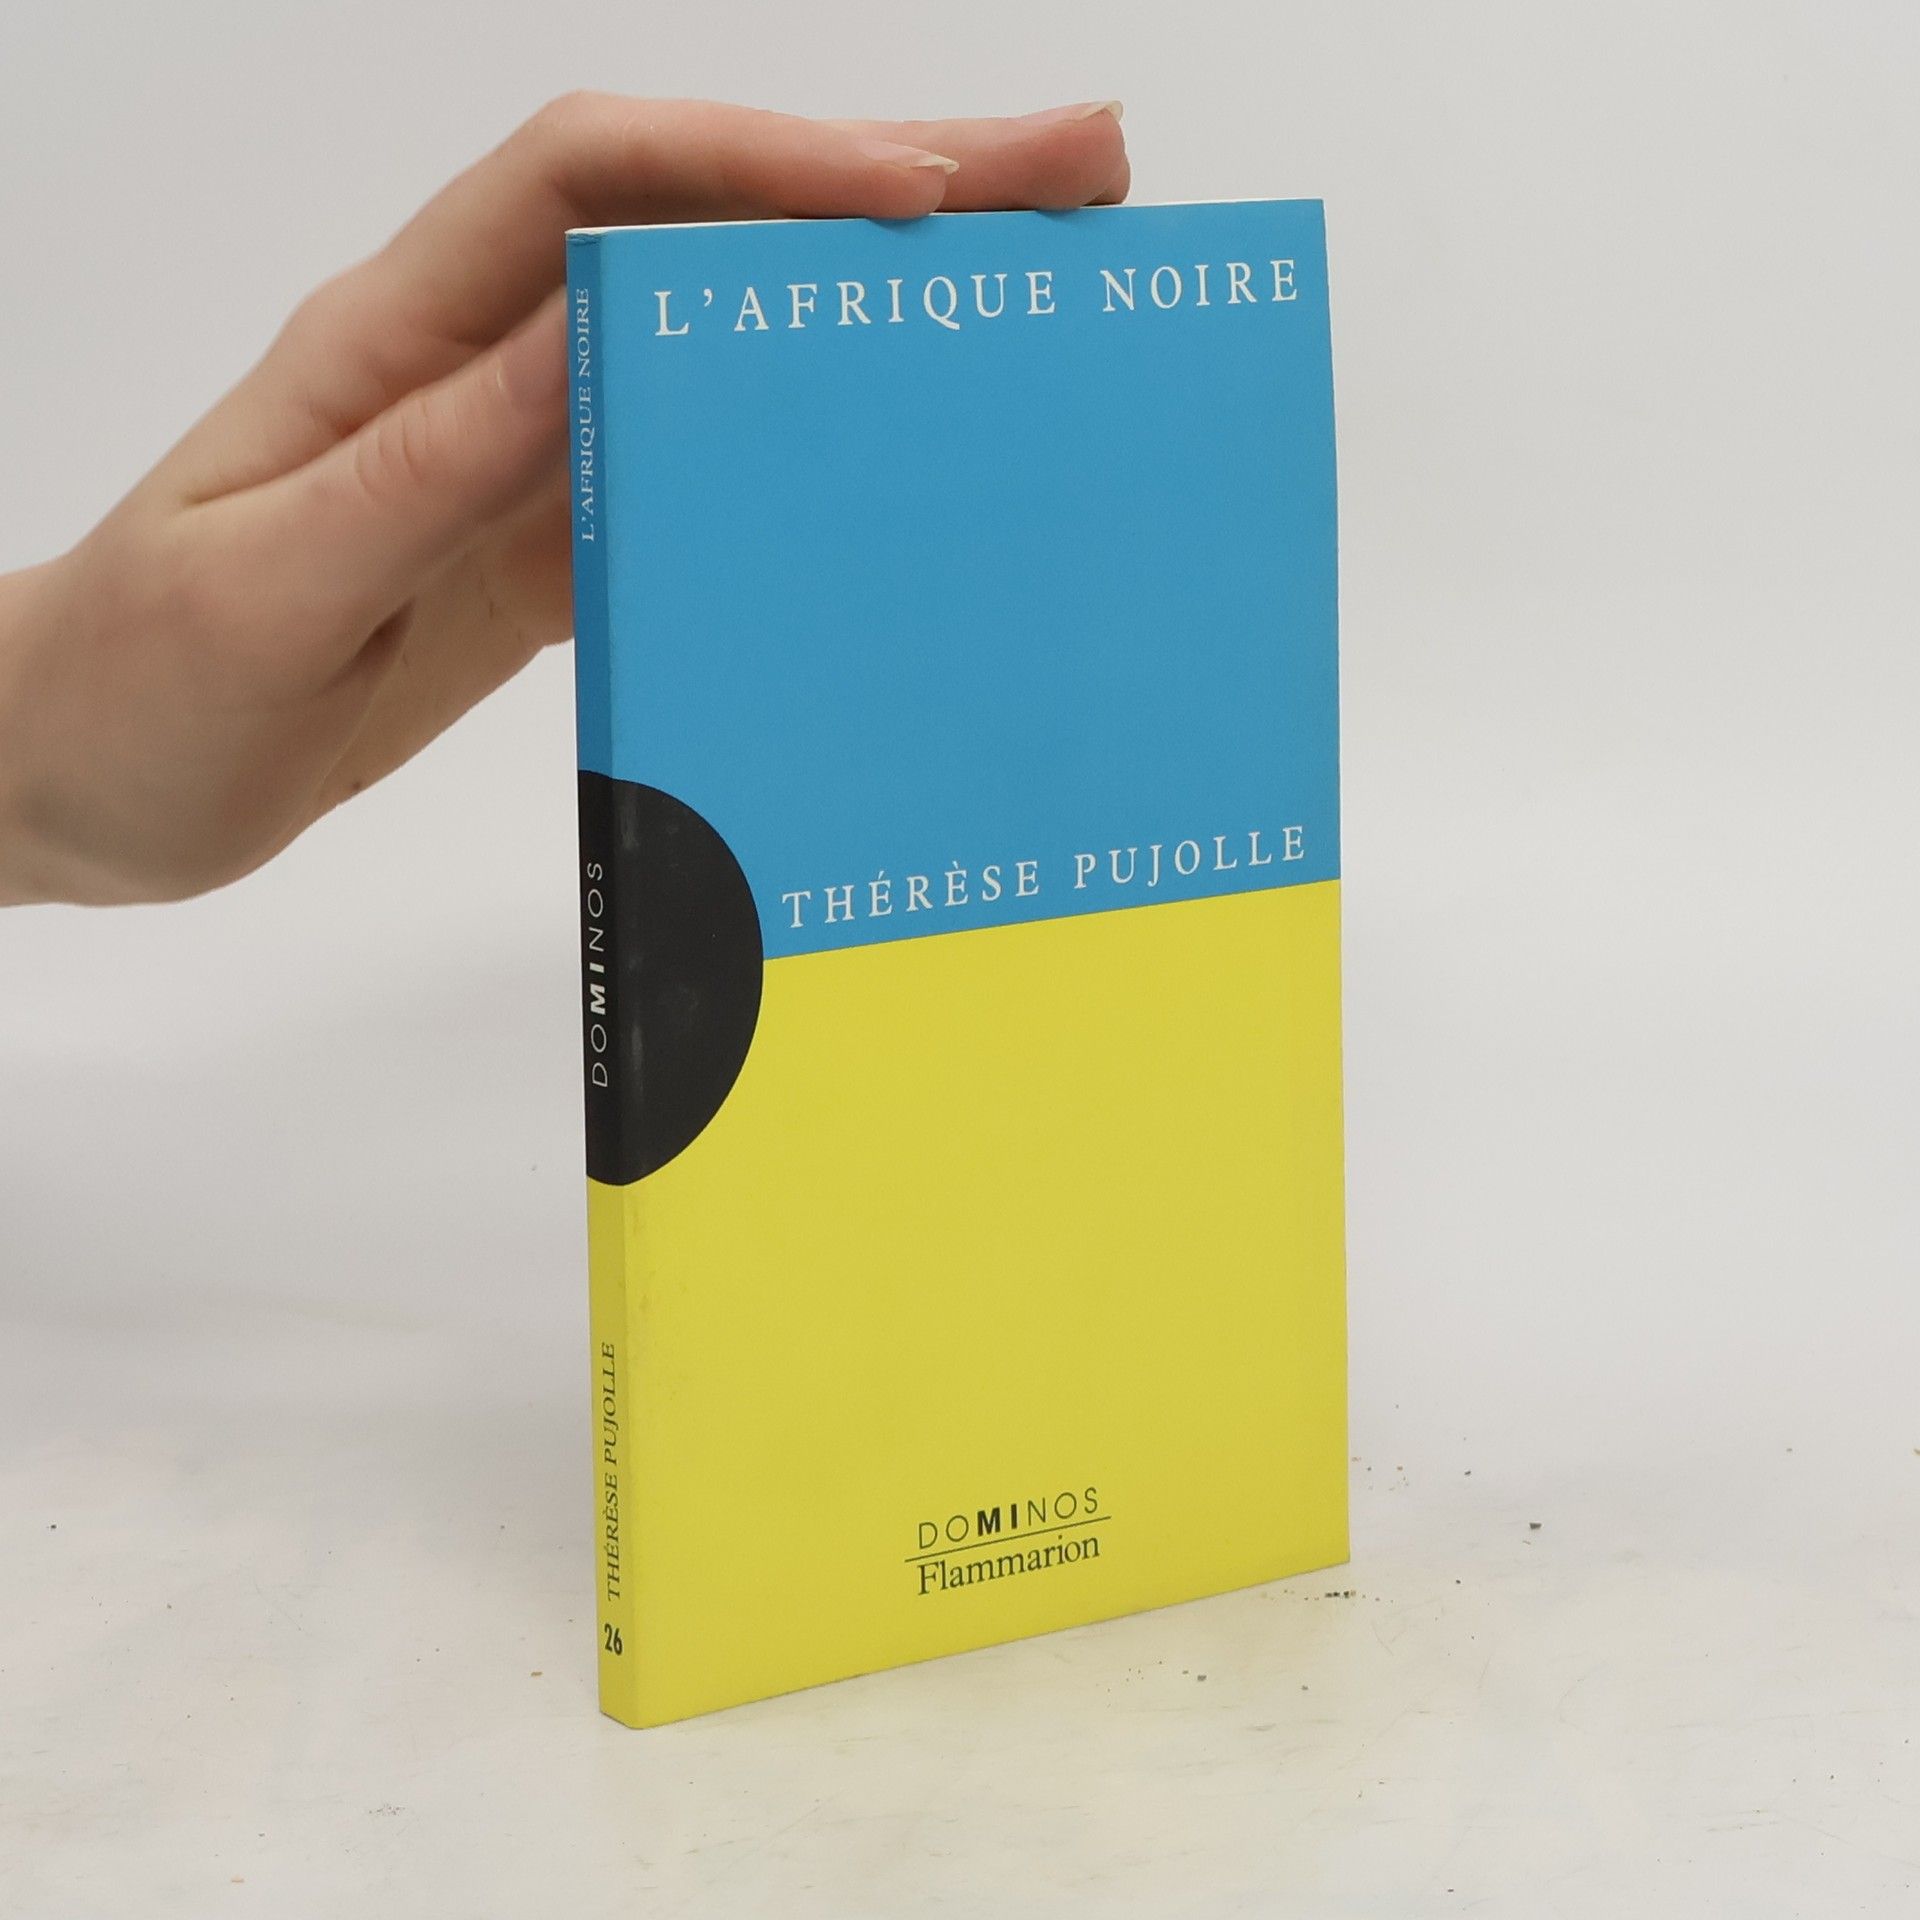 L'AFRIQUE NOIRE
THÉRÈSE PUJOLLE
DOMINOS
Flammarion
L'AFRIQUE NOIRE
DOMINOS
THÉRÈSE PUJOLLE
26